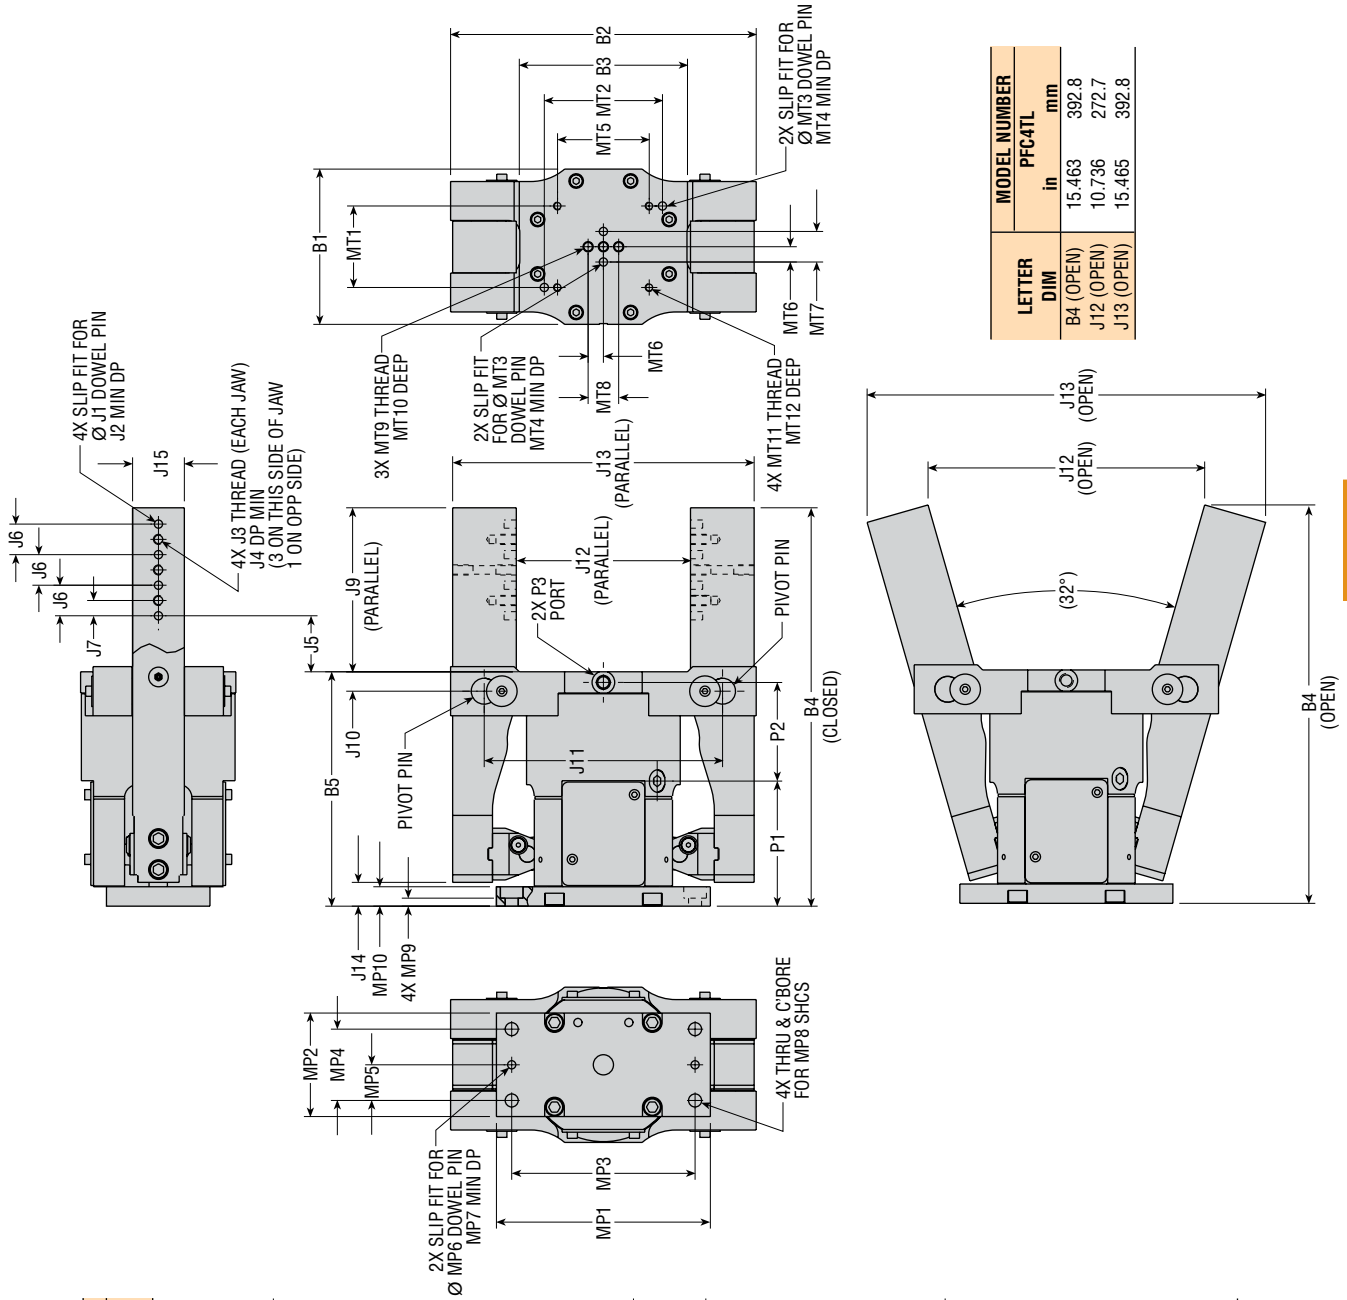 4X SLIP FIT FOR
Ø J1 DOWEL PIN
J2 MIN DP
J15
J6
J6
J6
J7
J5
4X J3 THREAD (EACH JAW)
J4 DP MIN
(3 ON THIS SIDE OF JAW
1 ON OPP SIDE)
B1
MT1
B2
B3
MT2
MT5
2X SLIP FIT FOR
Ø MT3 DOWEL PIN
MT4 MIN DP
3X MT9 THREAD
MT10 DEEP
2X SLIP FIT
FOR Ø MT3
DOWEL PIN
MT4 MIN DP
MT8
MT6
MT6
MT7
4X MT11 THREAD
MT12 DEEP
LETTER
DIM
MODEL NUMBER
PFC4TL
in mm
B4 (OPEN) 15.463 392.8
J12 (OPEN) 10.736 272.7
J13 (OPEN) 15.465 392.8
J9
(PARALLEL)
J12
(PARALLEL)
J13
(PARALLEL)
2X P3
PORT
PIVOT PIN
J10
B5
PIVOT PIN
J11
P1
P2
B4
(CLOSED)
J14
MP10
4X MP9
J13
(OPEN)
J12
(OPEN)
(32°)
B4
(OPEN)
MP2
MP4
MP5
MP3
MP1
4X THRU & C'BORE
FOR MP8 SHCS
2X SLIP FIT FOR
Ø MP6 DOWEL PIN
MP7 MIN DP